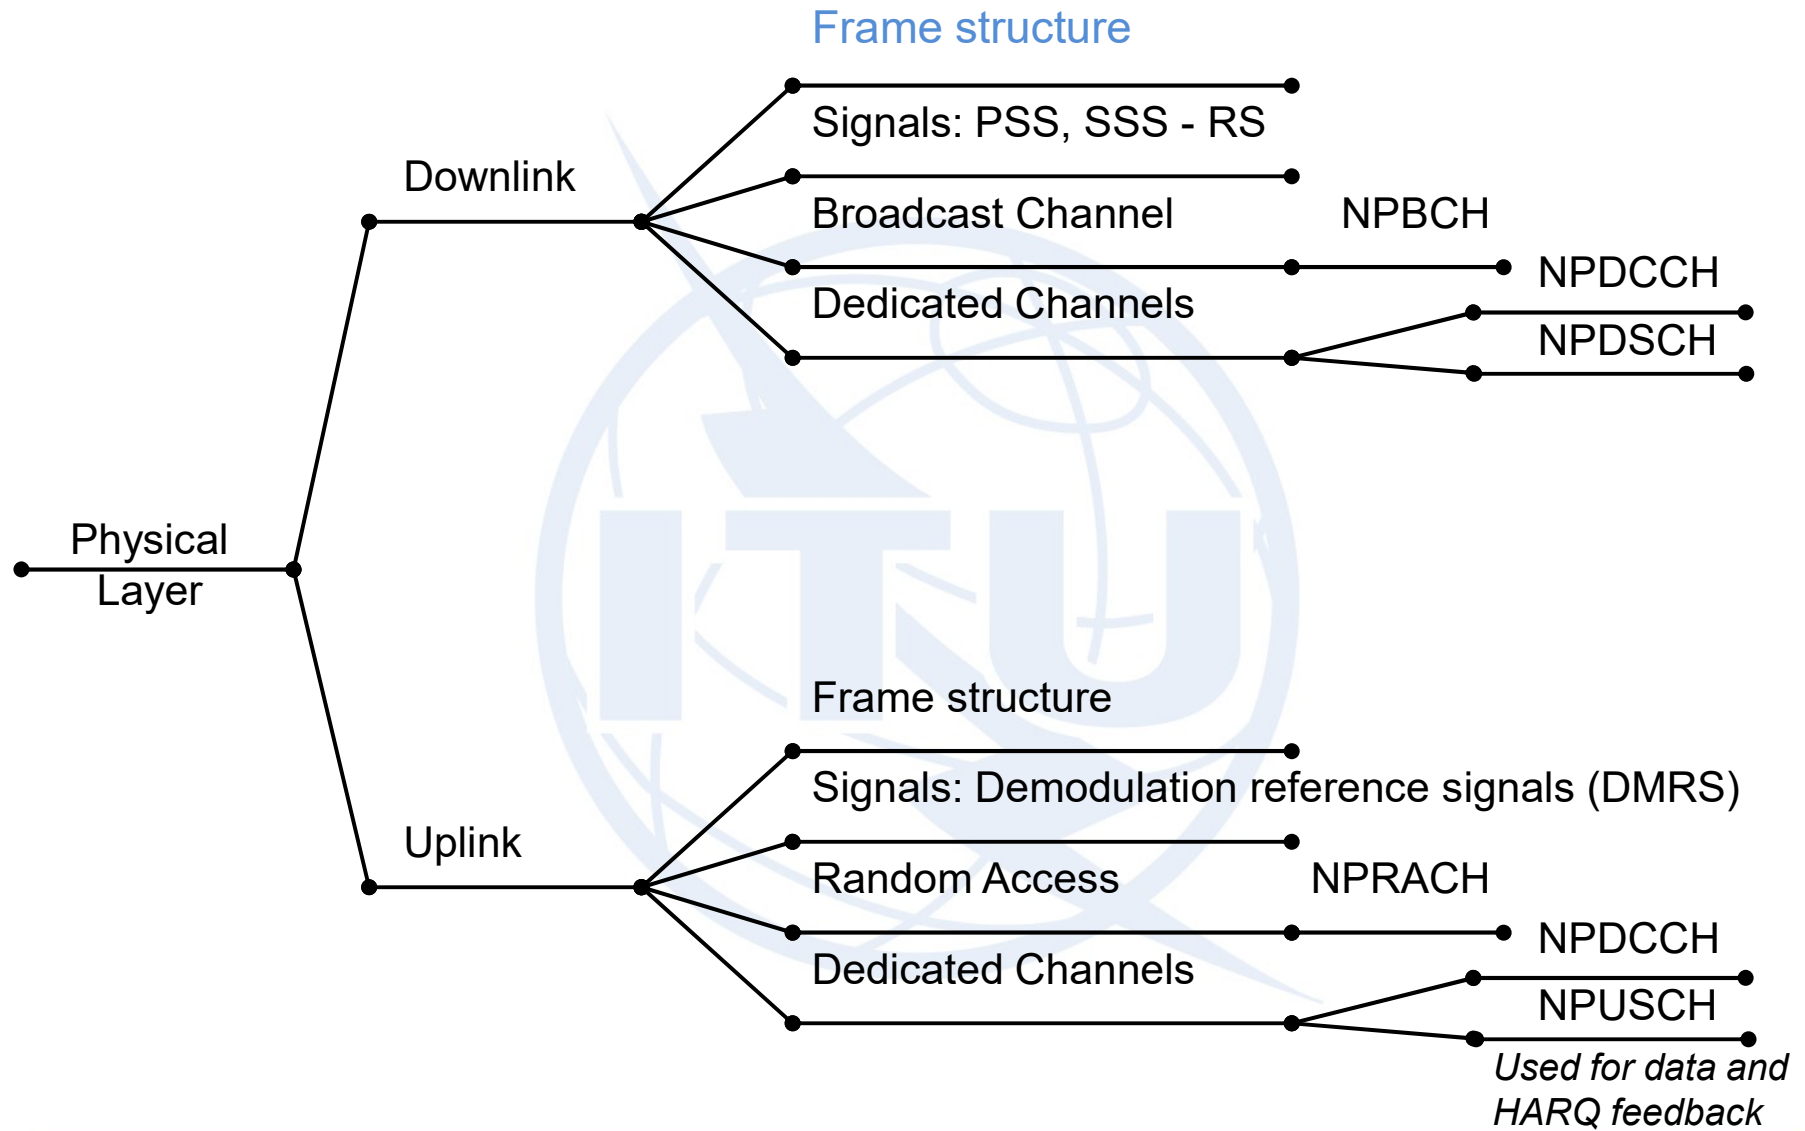 Frame structure
Signals: PSS, SSS - RS
Downlink
Broadcast Channel NPBCH
NPDCCH
Dedicated Channels
NPDSCH
ITU
Physical
Layer
Frame structure
Signals: Demodulation reference signals (DMRS)
Uplink
Random Access NPRACH
NPDCCH
Dedicated Channels
NPUSCH
Used for data and
HARQ feedback